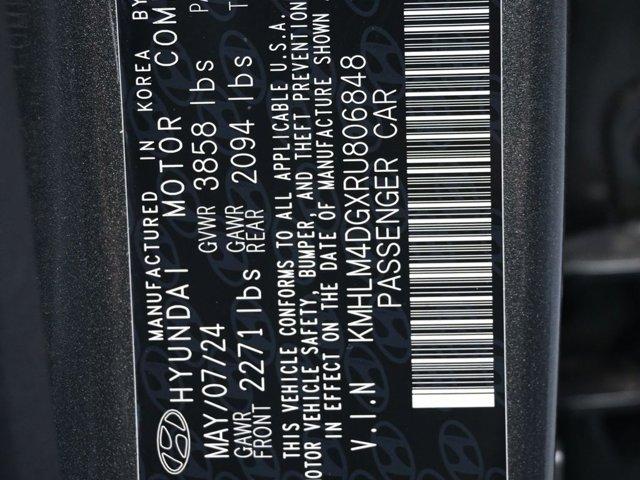 MANUFACTURED IN KOREA BY
HYUNDAI MOTOR COM
MAY/07/24 GVWR 3858 lbs PA
GAWR FRONT 2271 lbs GAWR REAR 2094 lbs T
THIS VEHICLE CONFORMS TO ALL APPLICABLE U.S.A.
OTOR VEHICLE SAFETY, BUMPER, AND THEFT PREVENTION
IN EFFECT ON THE DATE OF MANUFACTURE SHOWN
V.I.N KMHLM4DGXRU806848
PASSENGER CAR